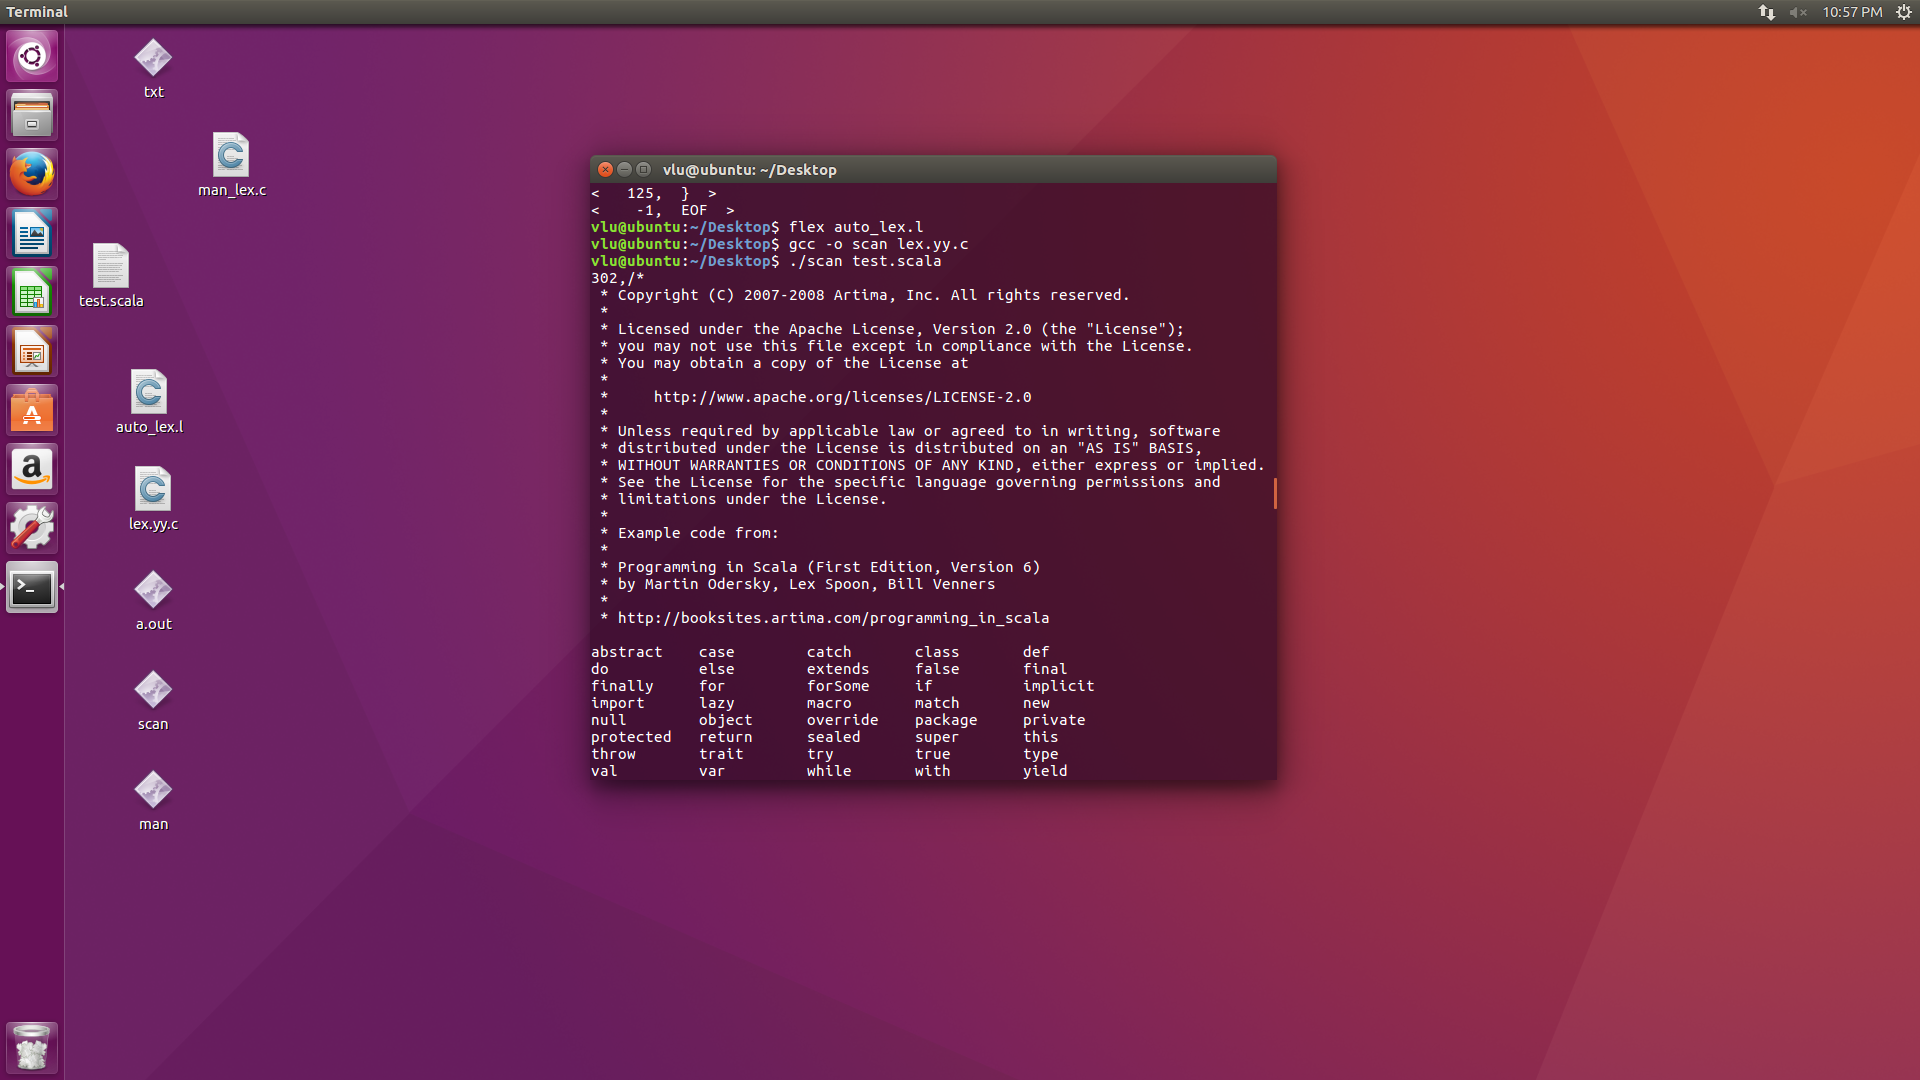 Terminal
10:57 PM
txt
man_lex.c
test.scala
auto_lex.l
lex.yy.c
a.out
scan
man
vlu@ubuntu: ~/Desktop
<   125,  }  >
<    -1,  EOF  >
vlu@ubuntu:~/Desktop$ flex auto_lex.l
vlu@ubuntu:~/Desktop$ gcc -o scan lex.yy.c
vlu@ubuntu:~/Desktop$ ./scan test.scala
302,/*
 * Copyright (C) 2007-2008 Artima, Inc. All rights reserved.
 *
 * Licensed under the Apache License, Version 2.0 (the "License");
 * you may not use this file except in compliance with the License.
 * You may obtain a copy of the License at
 *
 *     http://www.apache.org/licenses/LICENSE-2.0
 *
 * Unless required by applicable law or agreed to in writing, software
 * distributed under the License is distributed on an "AS IS" BASIS,
 * WITHOUT WARRANTIES OR CONDITIONS OF ANY KIND, either express or implied.
 * See the License for the specific language governing permissions and
 * limitations under the License.
 *
 * Example code from:
 *
 * Programming in Scala (First Edition, Version 6)
 * by Martin Odersky, Lex Spoon, Bill Venners
 *
 * http://booksites.artima.com/programming_in_scala
abstract    case        catch       class       def
do          else        extends     false       final
finally     for         forSome     if          implicit
import      lazy        macro       match       new
null        object      override    package     private
protected   return      sealed      super       this
throw       trait       try         true        type
val         var         while       with        yield